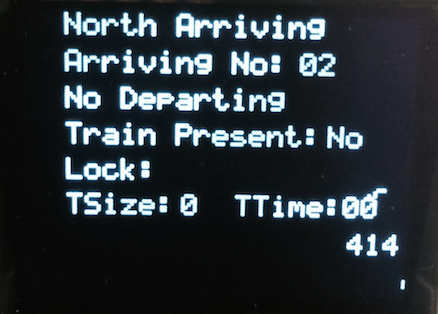 North Arriving
Arriving No: 02
No Departing
Train Present: No
Lock:
TSize: 0 TTime:00
414